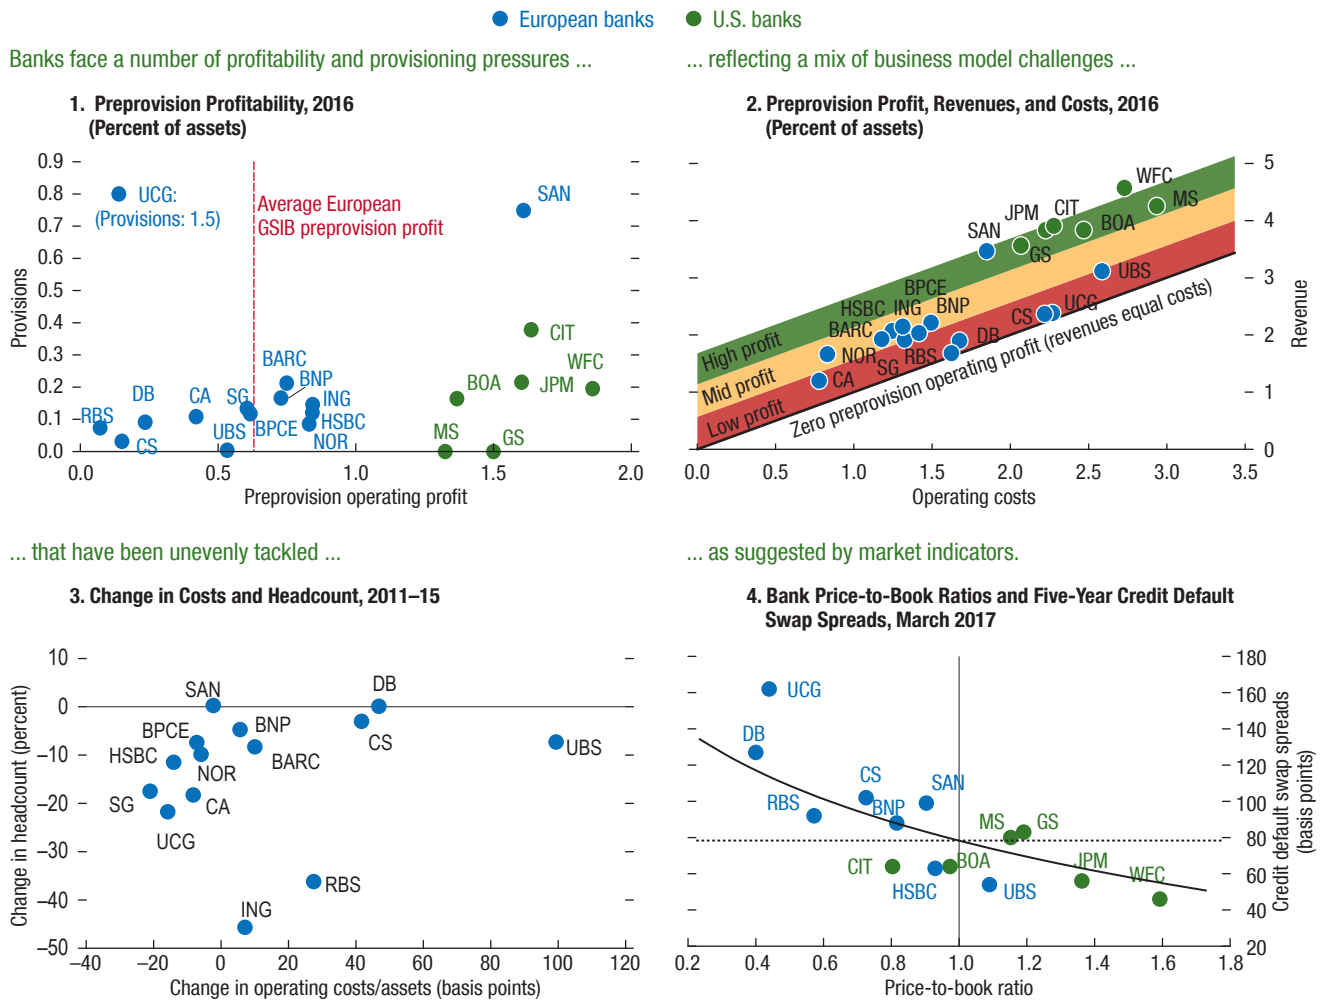 European banks
U.S. banks
Banks face a number of profitability and provisioning pressures ...
1. Preprovision Profitability, 2016
(Percent of assets)
0.9
0.8
0.7
0.6
0.5
0.4
0.3
0.2
0.1
0.0
Provisions
UCG:
(Provisions: 1.5)
Average European
GSIB preprovision profit
SAN
CIT
WFC
BARC
BNP
BOA
JPM
DB
CA
SG
ING
RBS
UBS
BPCE
HSBC
CS
NOR
MS
GS
0.0
0.5
1.0
1.5
2.0
Preprovision operating profit
... reflecting a mix of business model challenges ...
2. Preprovision Profit, Revenues, and Costs, 2016
(Percent of assets)
5
4
3
2
1
0
Revenue
WFC
MS
JPM
CIT
SAN
BOA
GS
UBS
BPCE
HSBC
ING
BNP
UCG
CS
BARC
DB
NOR
SG
RBS
CA
High profit
Mid profit
Low profit
Zero preprovision operating profit (revenues equal costs)
0.0
0.5
1.0
1.5
2.0
2.5
3.0
3.5
Operating costs
... that have been unevenly tackled ...
3. Change in Costs and Headcount, 2011–15
10
0
–10
–20
–30
–40
–50
Change in headcount (percent)
SAN
DB
BPCE
BNP
CS
HSBC
BARC
UBS
NOR
SG
CA
UCG
RBS
ING
–40
–20
0
20
40
60
80
100
120
Change in operating costs/assets (basis points)
... as suggested by market indicators.
4. Bank Price-to-Book Ratios and Five-Year Credit Default
Swap Spreads, March 2017
180
160
140
120
100
80
60
40
20
Credit default swap spreads
(basis points)
UCG
DB
CS
SAN
RBS
BNP
MS
GS
CIT
BOA
JPM
HSBC
UBS
WFC
0.2
0.4
0.6
0.8
1.0
1.2
1.4
1.6
1.8
Price-to-book ratio